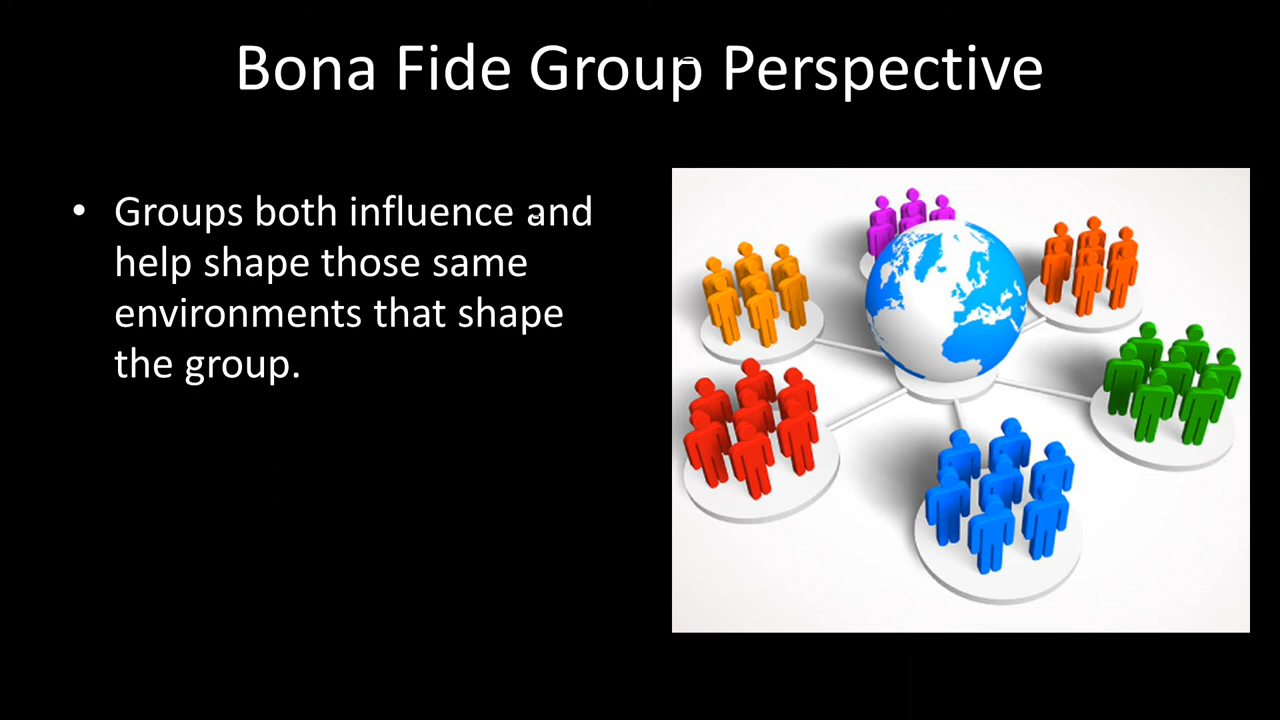 Bona Fide Group Perspective
• Groups both influence and
help shape those same
environments that shape
the group.